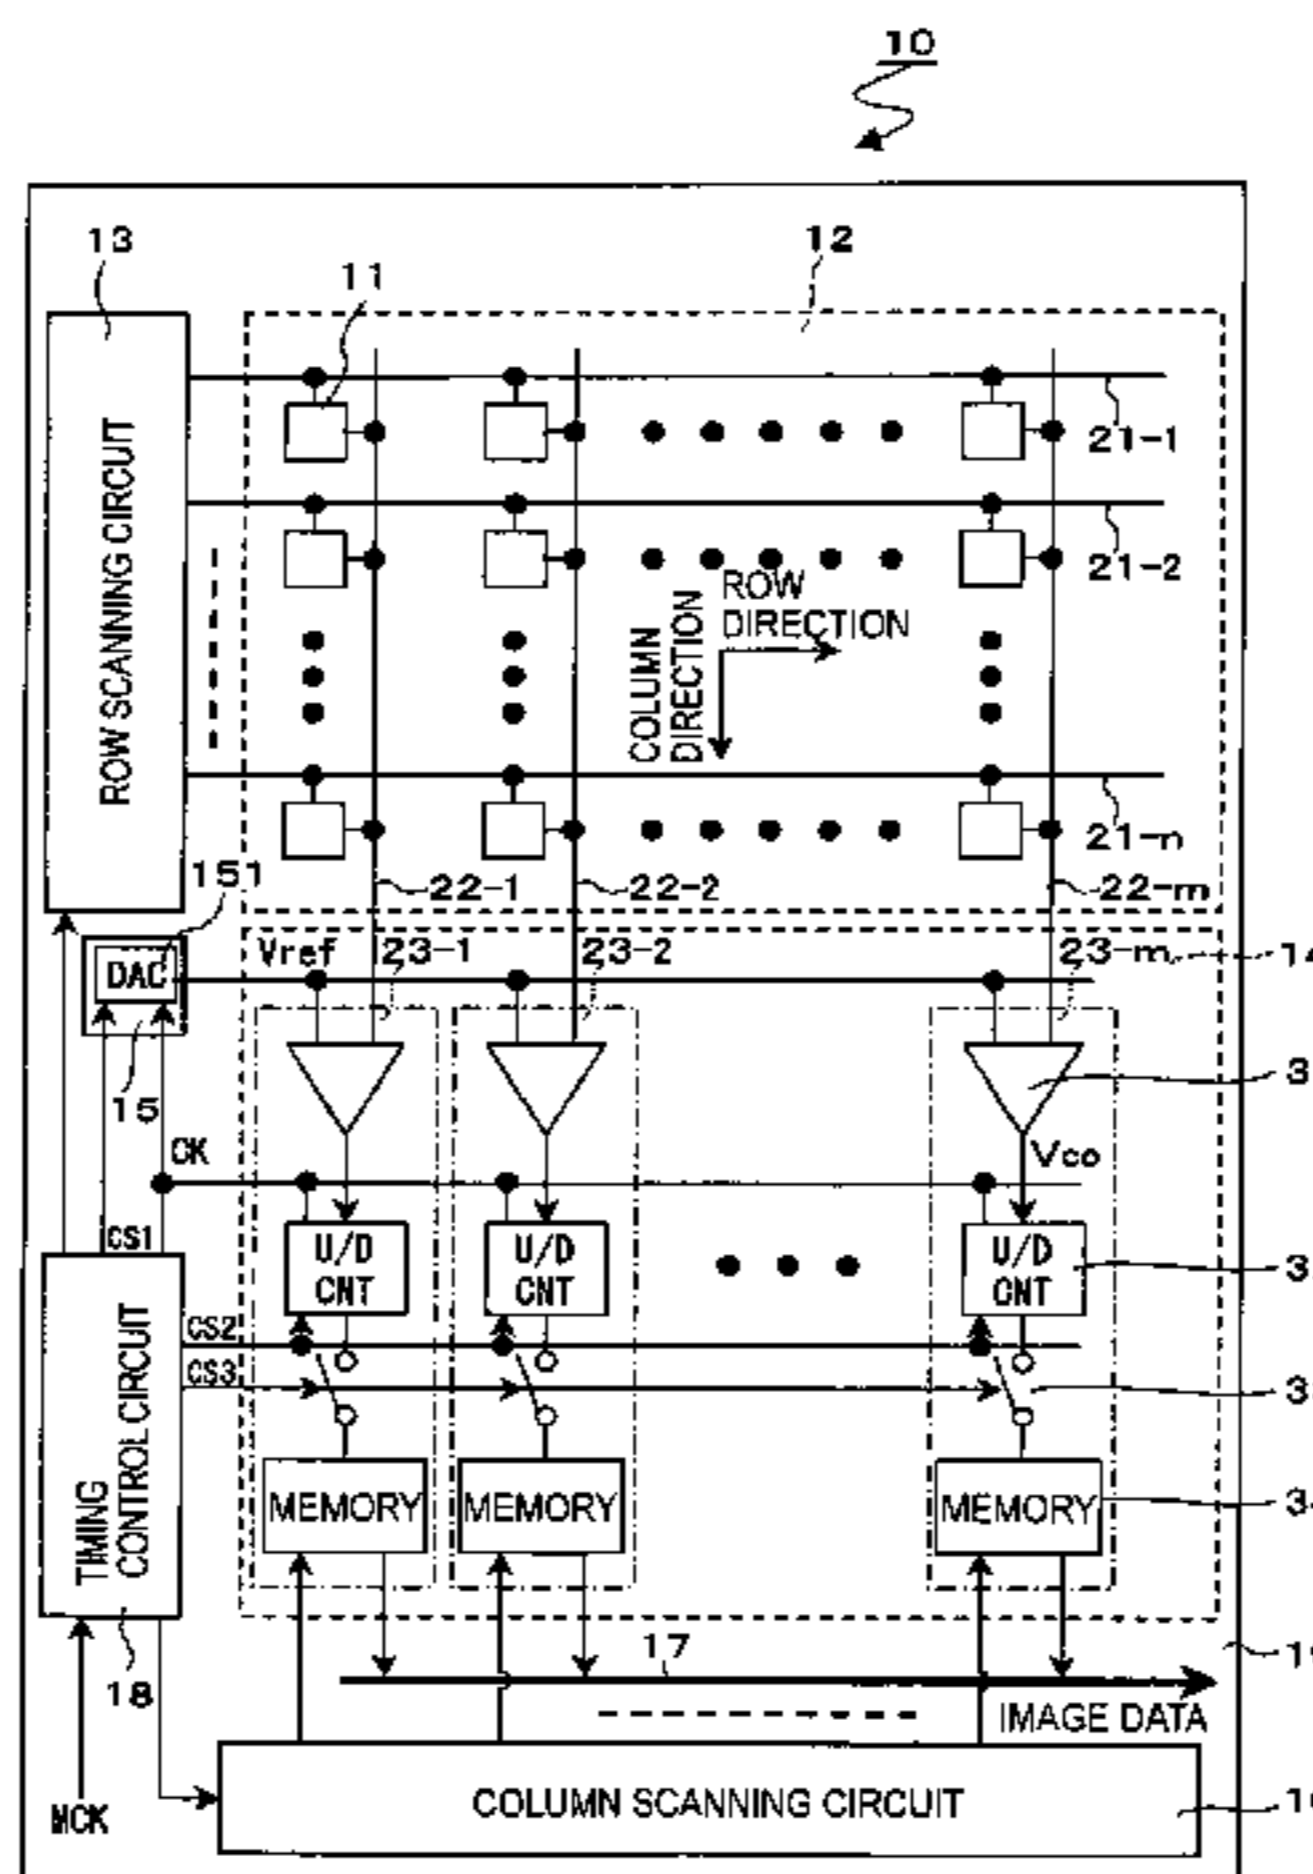 10
13
11
12
21-1
21-2
ROW SCANNING CIRCUIT
ROW
DIRECTION
COLUMN
DIRECTION
21-n
151
22-1
22-2
22-m
Vref
23-1
23-2
23-m
DAC
15
CK
Vco
CS1
U/D
CNT
U/D
CNT
U/D
CNT
CS2
CS3
TIMING
CONTROL CIRCUIT
MEMORY
MEMORY
MEMORY
18
17
IMAGE DATA
MCK
COLUMN SCANNING CIRCUIT